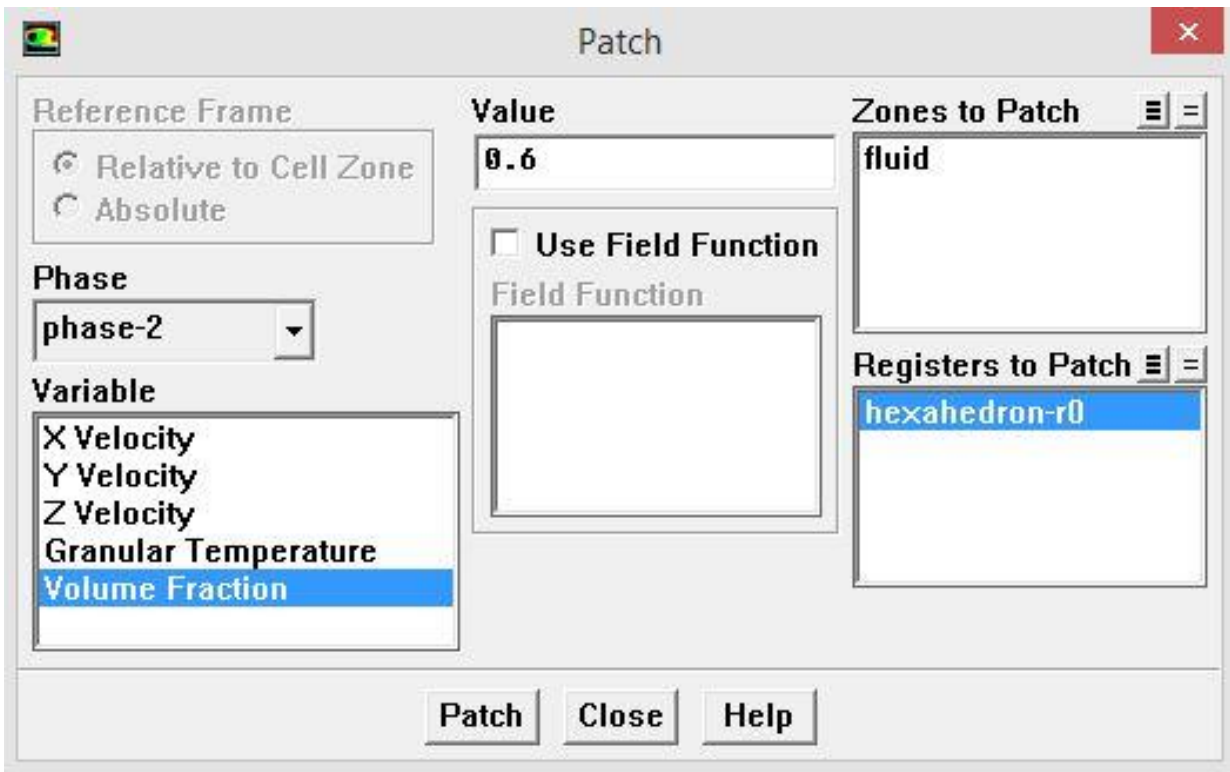 Patch
Reference Frame
Relative to Cell Zone
Absolute
Phase
phase-2
Variable
X Velocity
Y Velocity
Z Velocity
Granular Temperature
Volume Fraction
Value
0.6
Use Field Function
Field Function
Zones to Patch
fluid
Registers to Patch
hexahedron-r0
Patch Close Help